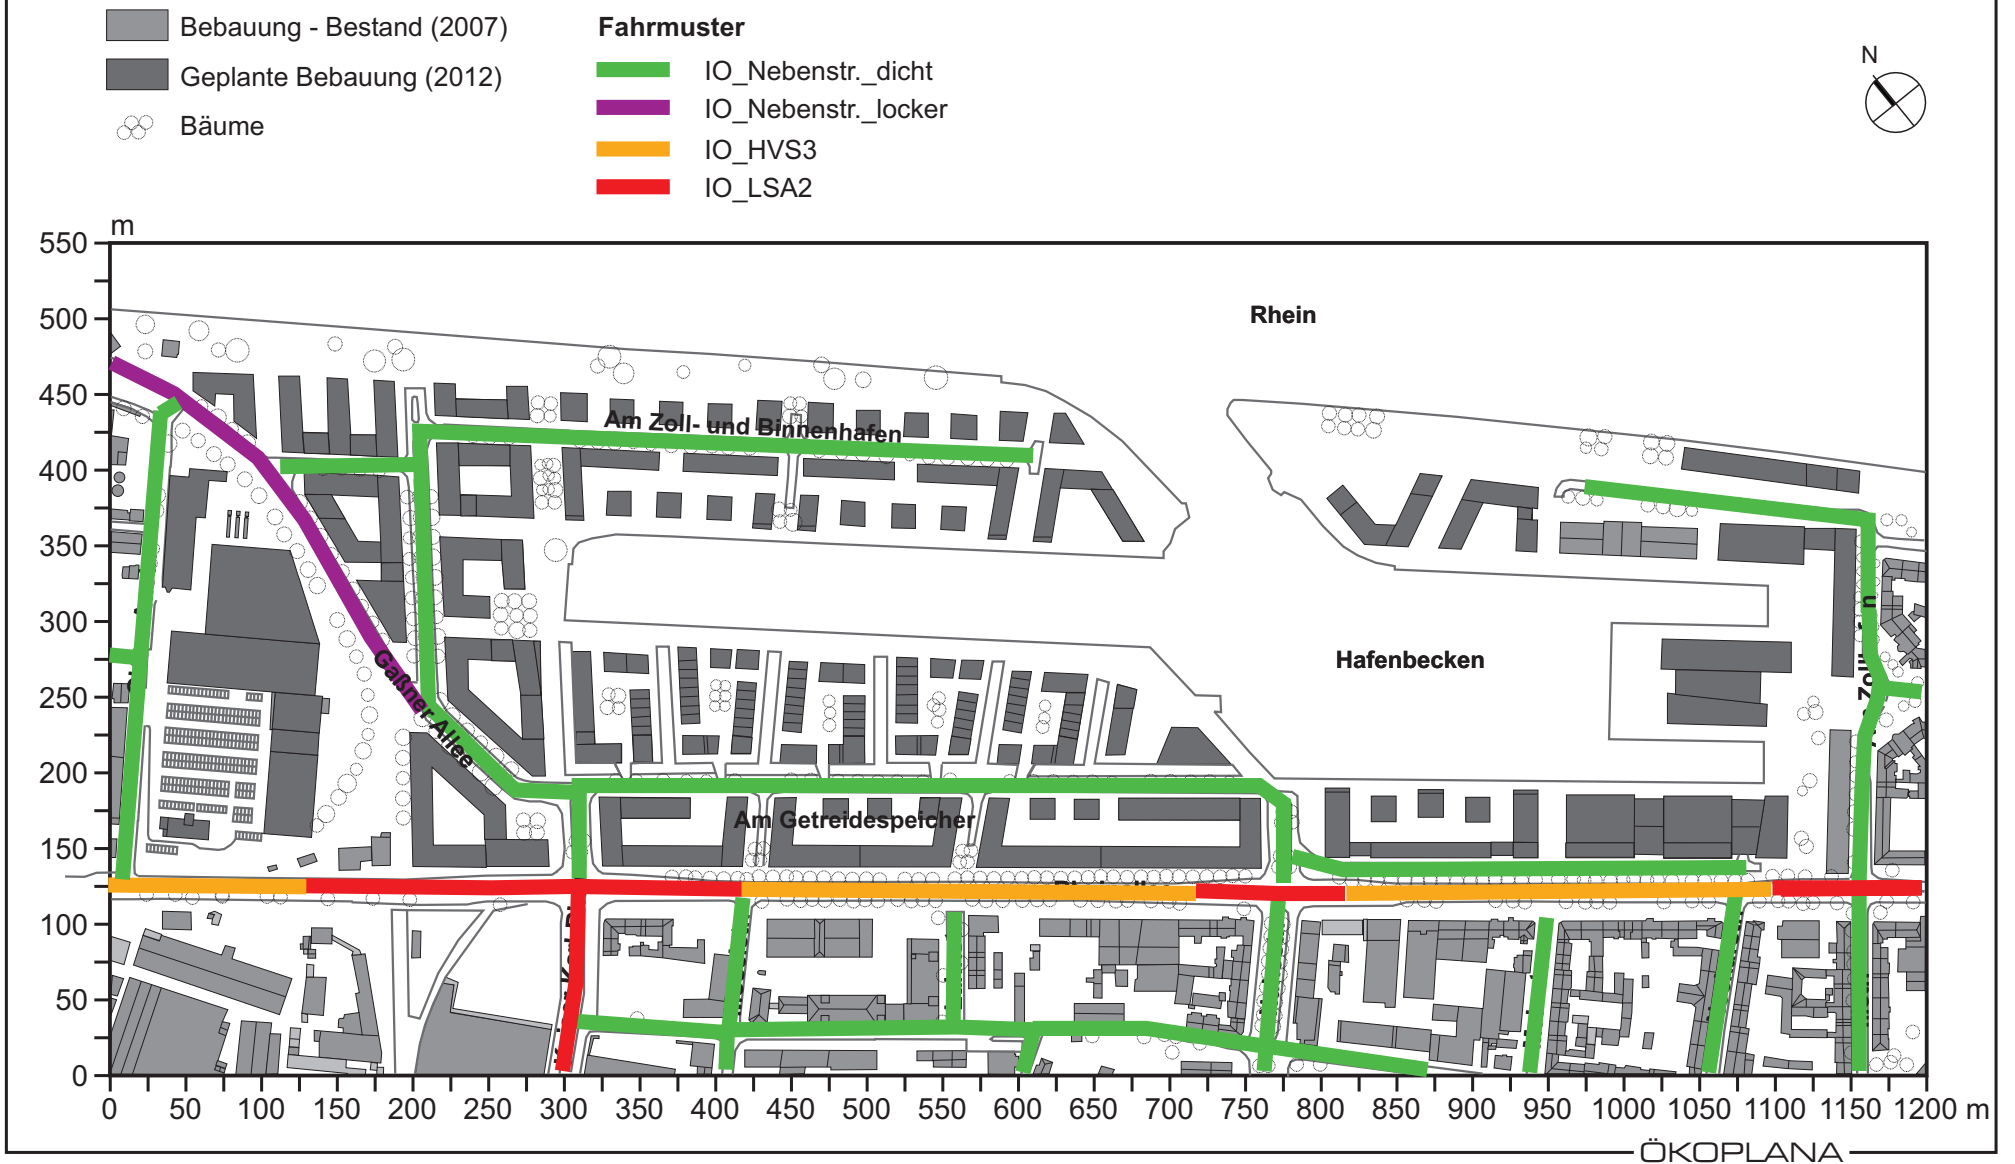 Bebauung - Bestand (2007)
Geplante Bebauung (2012)
Bäume
Fahrmuster
IO_Nebenstr._dicht
IO_Nebenstr._locker
IO_HVS3
IO_LSA2
N
m
550
500
450
400
350
300
250
200
150
100
50
0
Rhein
Am Zoll- und Binnenhafen
Hafenbecken
Gaßner Allee
Am Getreidespeicher
0 50 100 150 200 250 300 350 400 450 500 550 600 650 700 750 800 850 900 950 1000 1050 1100 1150 1200 m
ÖKOPLANA